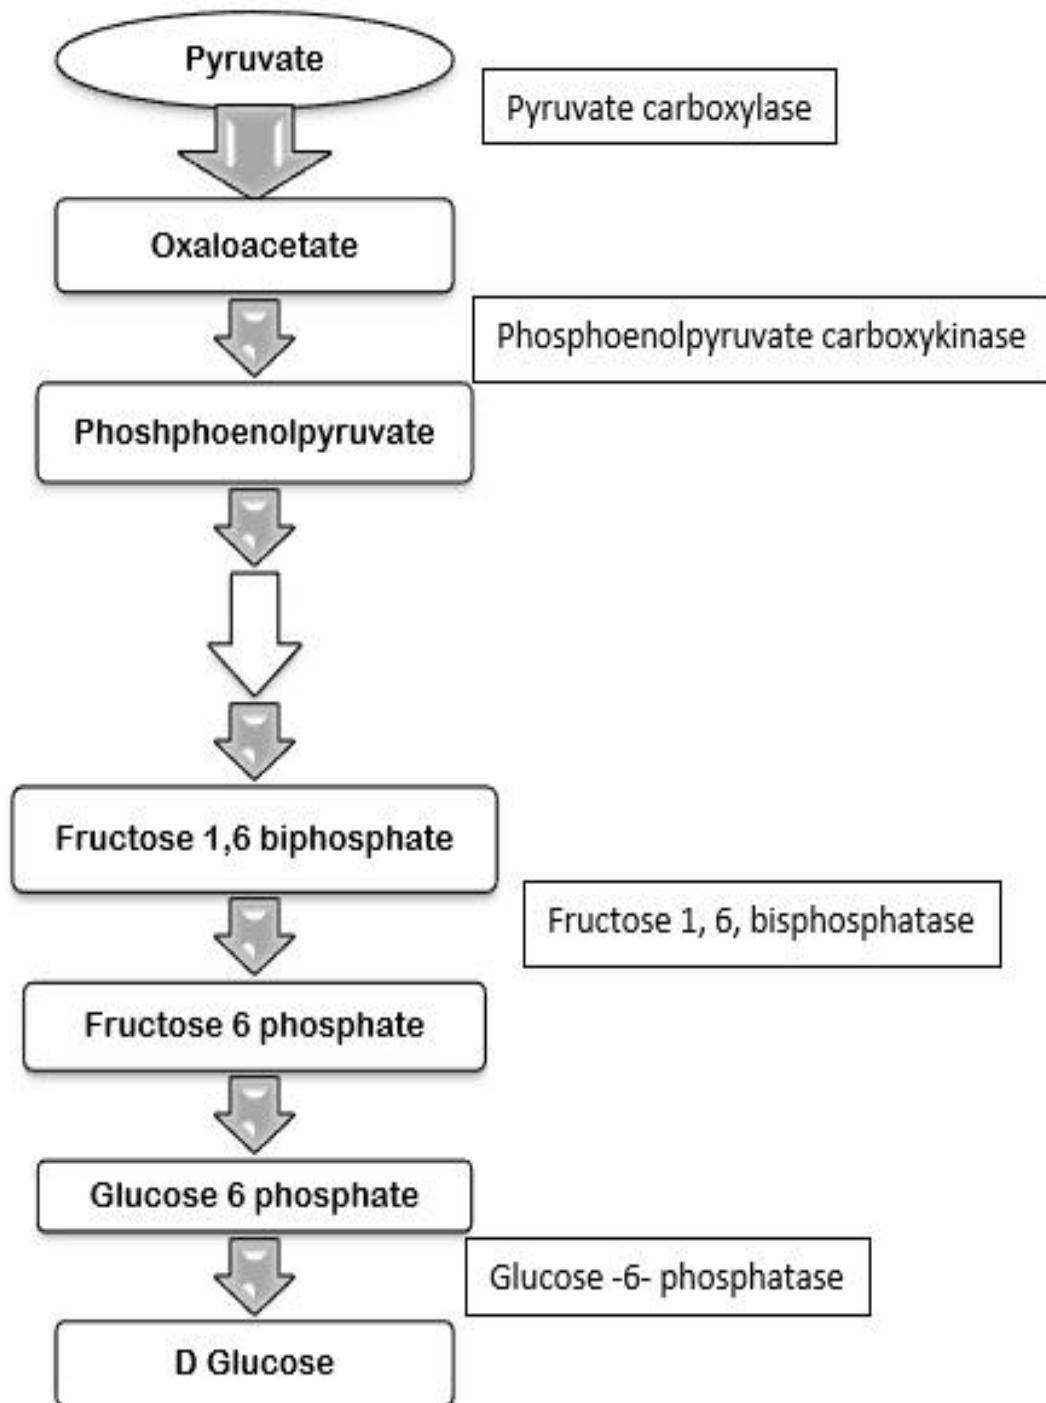 Pyruvate
Pyruvate carboxylase
Oxaloacetate
Phosphoenolpyruvate carboxykinase
Phoshphoenolpyruvate
Fructose 1,6 biphosphate
Fructose 1, 6, bisphosphatase
Fructose 6 phosphate
Glucose 6 phosphate
Glucose -6- phosphatase
D Glucose